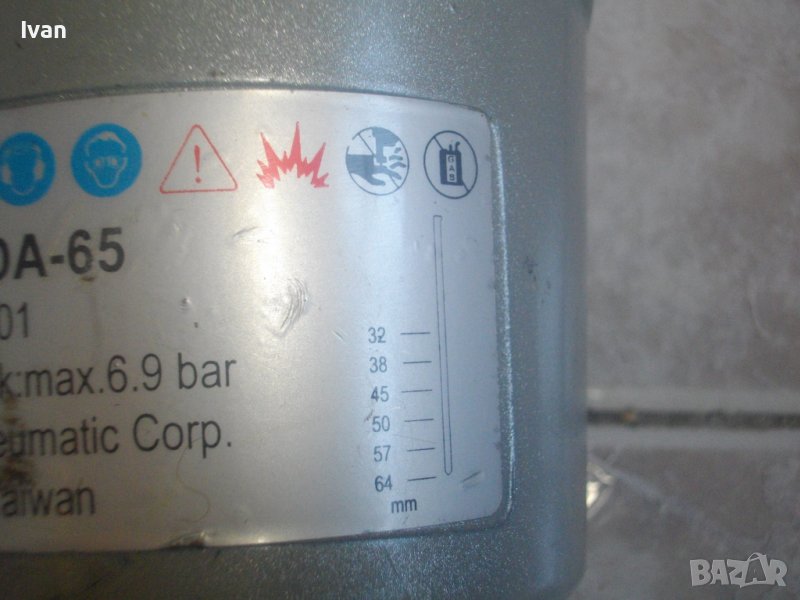 Ivan
GAS
DA-65
01
k:max.6.9 bar
eumatic Corp.
aiwan
32
38
45
50
57
64
mm
BAZAR